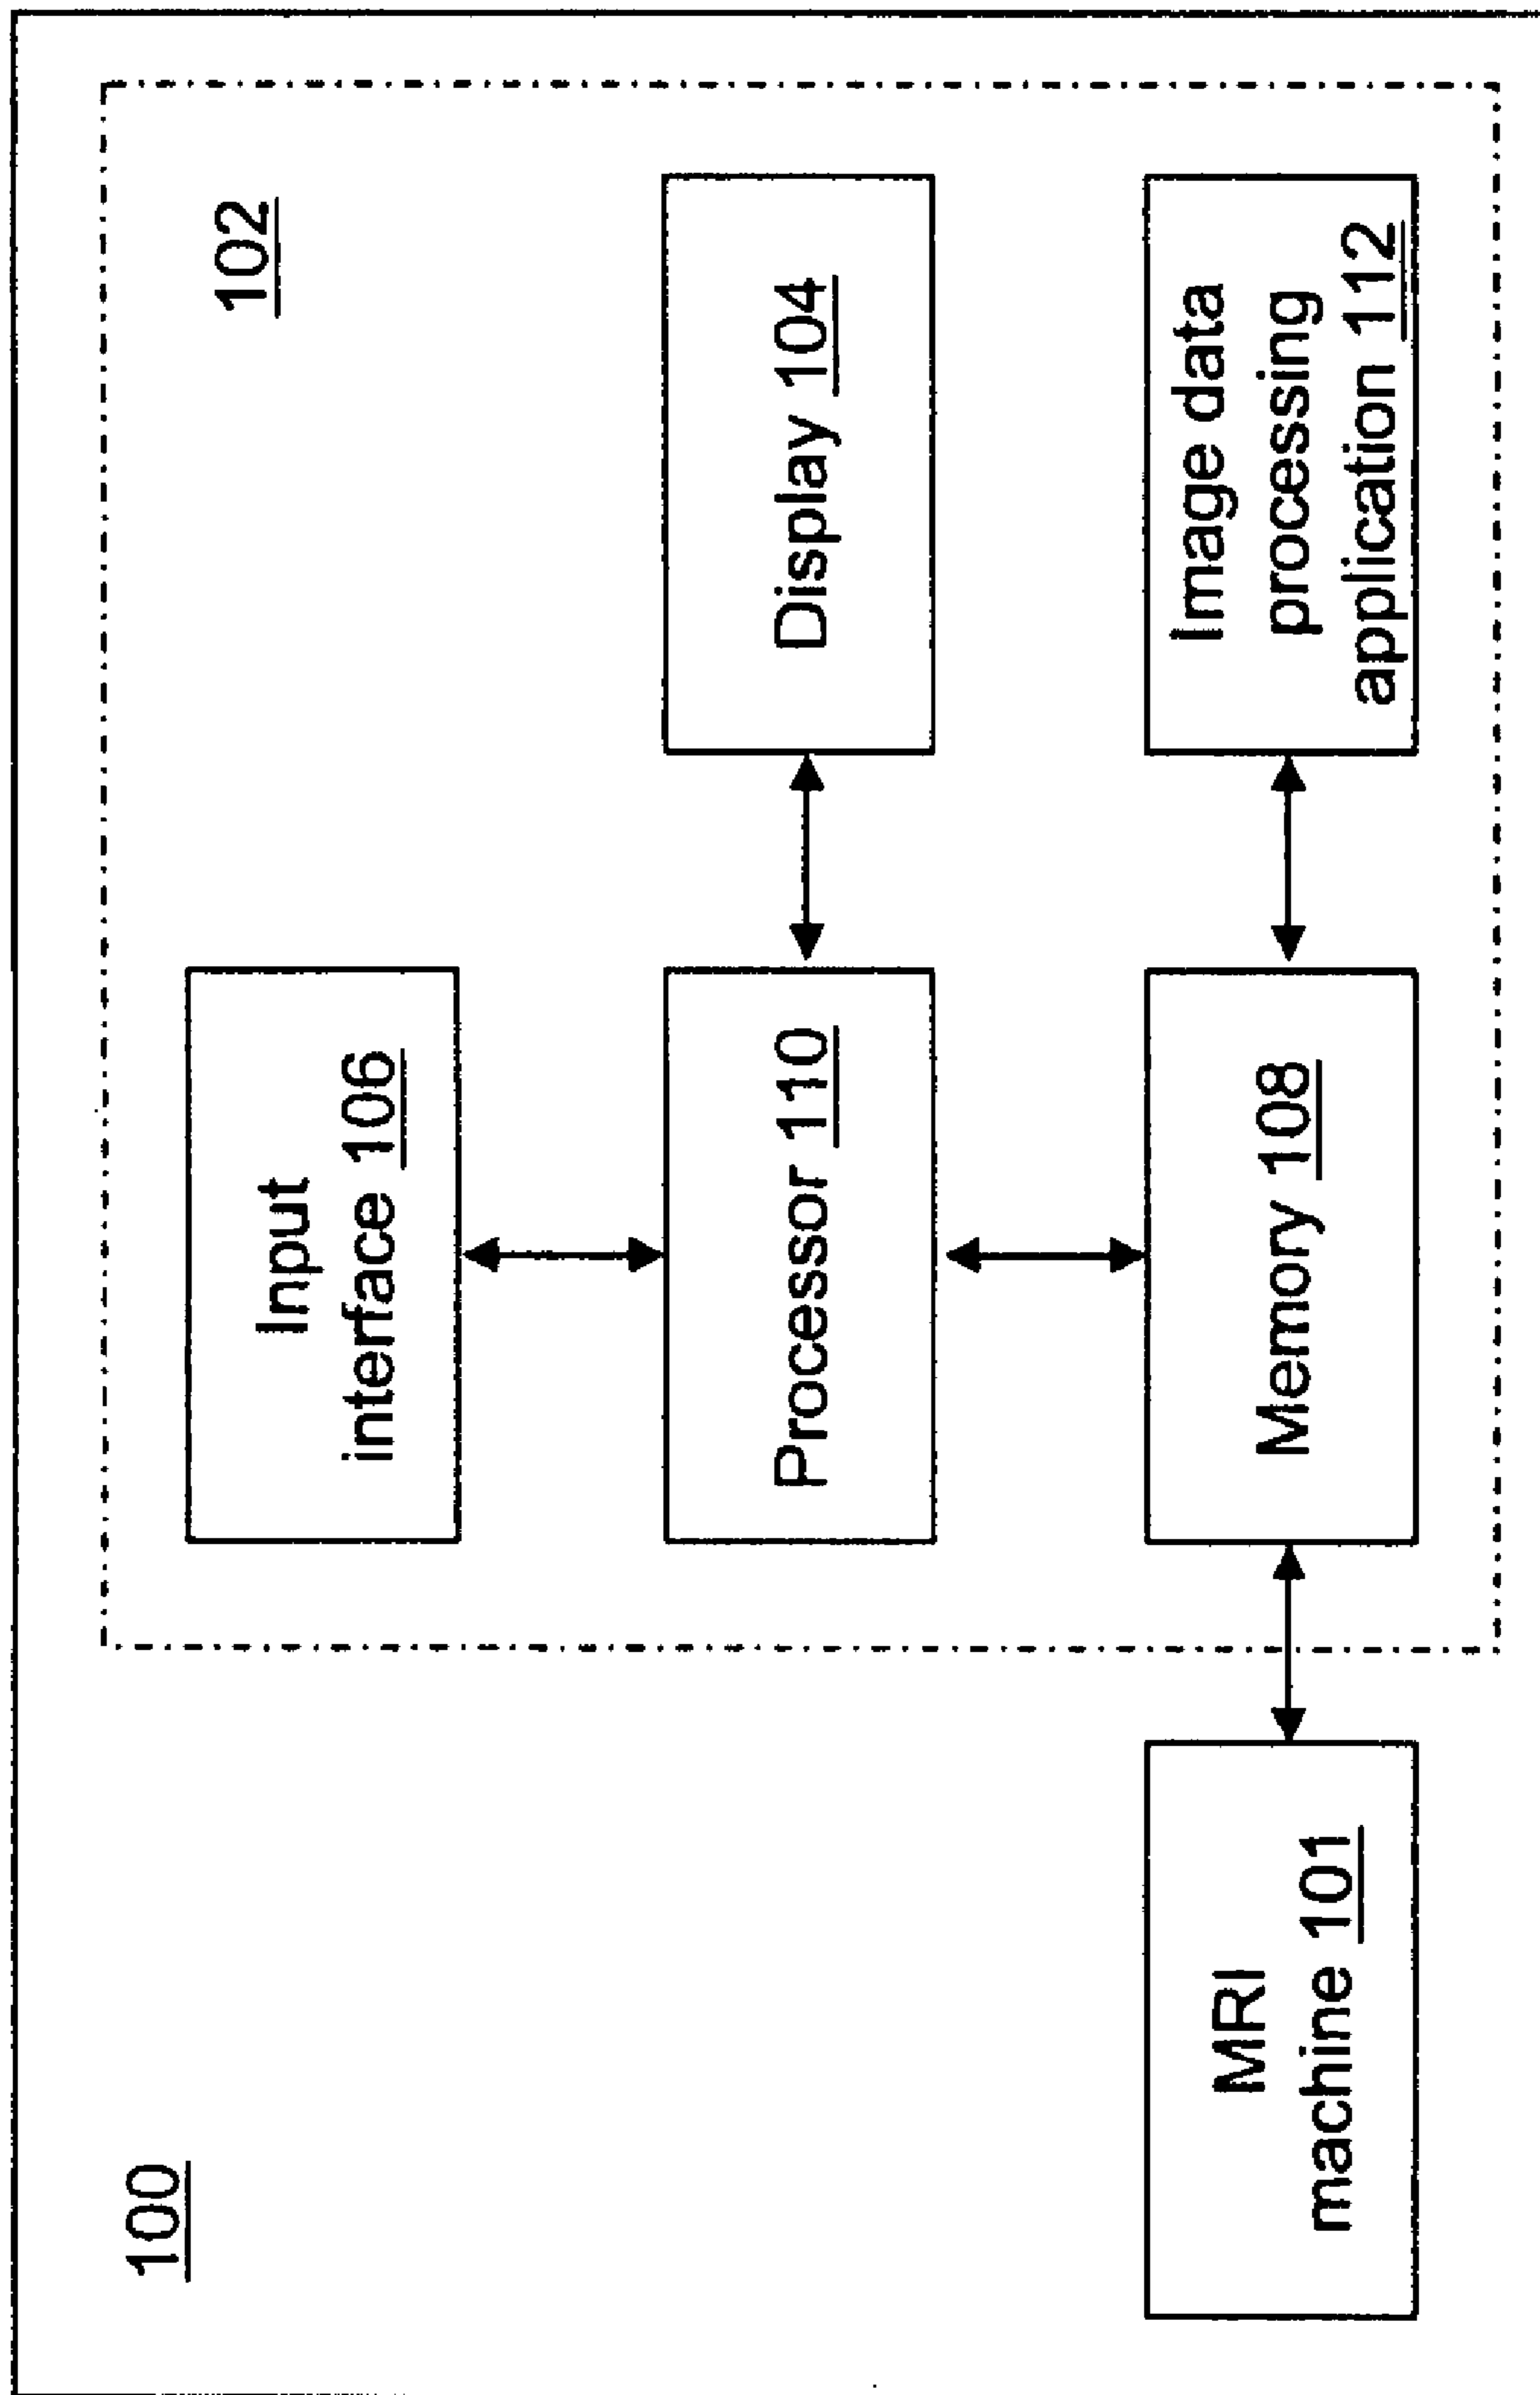 100
102
Input
interface 106
Processor 110
Display 104
MRI
machine 101
Memory 108
Image data
processing
application 112